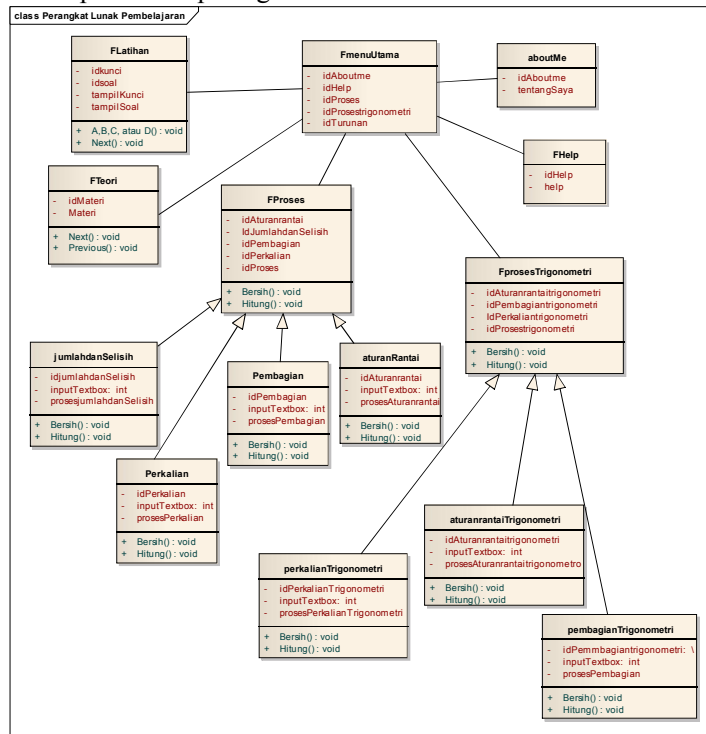 class Perangkat Lunak Pembelajaran
FLatihan
- idkunci
- idsoal
- tampilKunci
- tampilSoal
+ A,B,C, atau D() : void
+ Next() : void
FmenuUtama
- idAboutme
- idHelp
- idProses
- idProsestrigonometri
- idTurunan
aboutMe
- idAboutme
- tentangSaya
FHelp
- idHelp
- help
FTeori
- idMateri
- Materi
+ Next() : void
+ Previous() : void
FProses
- idAturanrantai
- IdJumlahdanSelisih
- idPembagian
- idPerkalian
- idProses
+ Bersih() : void
+ Hitung() : void
FprosesTrigonometri
- idAturanrantaitrigonometri
- idPembagiantrigonometri
- IdPerkaliantrigonometri
- idProsestrigonometri
+ Bersih() : void
+ Hitung() : void
jumlahdanSelisih
- idjumlahdanSelisih
- inputTextbox: int
- prosesjumlahdanSelisih
+ Bersih() : void
+ Hitung() : void
Pembagian
- idPembagian
- inputTextbox: int
- prosesPembagian
+ Bersih() : void
+ Hitung() : void
aturanRantai
- idAturanrantai
- inputTextbox: int
- prosesAturanrantai
+ Bersih() : void
+ Hitung() : void
Perkalian
- idPerkalian
- inputTextbox: int
- prosesPerkalian
+ Bersih() : void
+ Hitung() : void
perkalianTrigonometri
- idPerkalianTrigonometri
- inputTextbox: int
- prosesPerkalianTrigonometri
+ Bersih() : void
+ Hitung() : void
aturanrantaiTrigonometri
- idAturanrantaitrigonometri
- inputTextbox: int
- prosesAturanrantaitrigonometro
+ Bersih() : void
+ Hitung() : void
pembagianTrigonometri
- idPemmbagiantrigonometri: \
- inputTextbox: int
- prosesPembagian
+ Bersih() : void
+ Hitung() : void